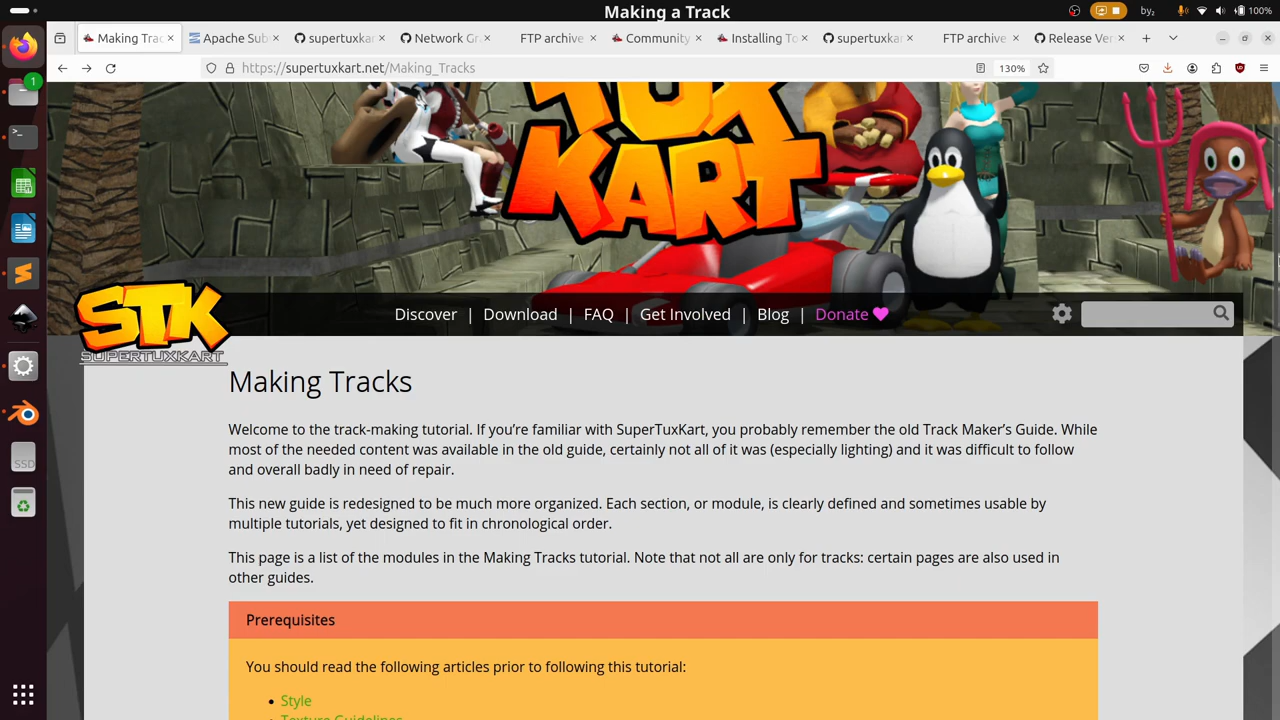 Making a Track
by₂
100%
Making Trac
Apache Sub
supertuxkar
Network Gr
FTP archive
Community
Installing To
supertuxkar
FTP archive
Release Ver
https://supertuxkart.net/Making_Tracks
130%
1
TUX
KART
STK
SUPERTUXKART
Discover | Download | FAQ | Get Involved | Blog | Donate
Making Tracks
Welcome to the track-making tutorial. If you’re familiar with SuperTuxKart, you probably remember the old Track Maker’s Guide. While
most of the needed content was available in the old guide, certainly not all of it was (especially lighting) and it was difficult to follow
and overall badly in need of repair.
This new guide is redesigned to be much more organized. Each section, or module, is clearly defined and sometimes usable by
multiple tutorials, yet designed to fit in chronological order.
This page is a list of the modules in the Making Tracks tutorial. Note that not all are only for tracks: certain pages are also used in
other guides.
Prerequisites
You should read the following articles prior to following this tutorial:
• Style
Texture Guidelines
SSD